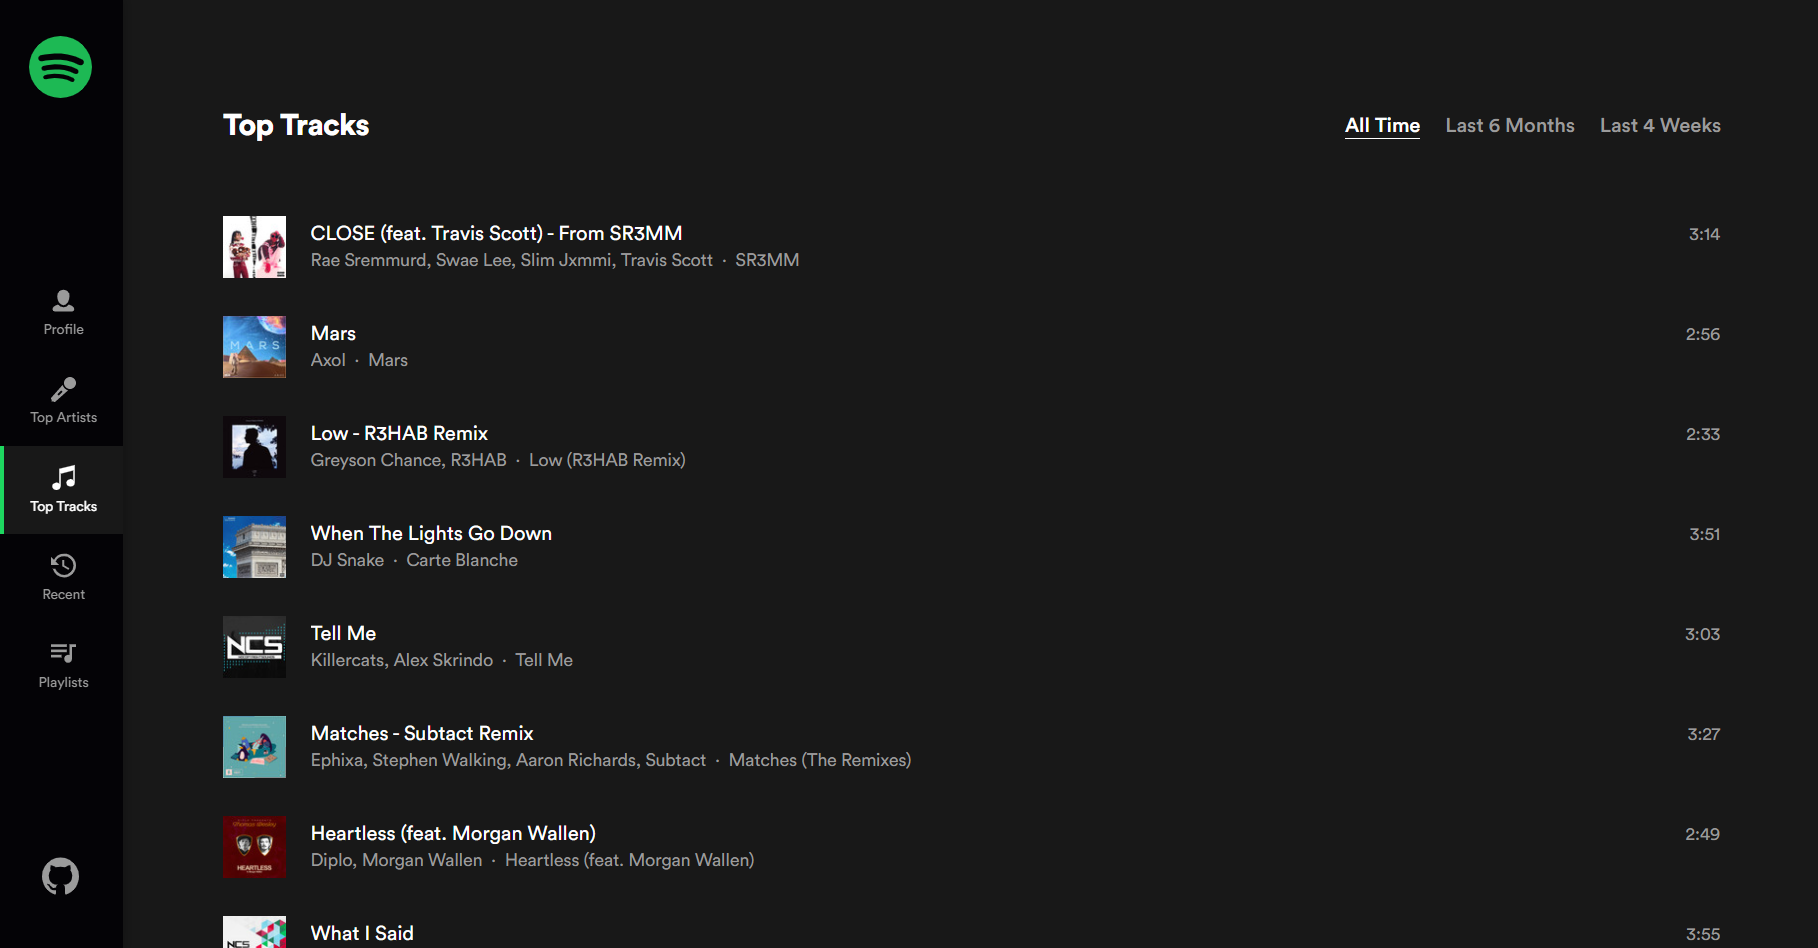 Top Tracks
All Time Last 6 Months Last 4 Weeks
CLOSE (feat. Travis Scott) - From SR3MM
3:14
Rae Sremmurd, Swae Lee, Slim Jxmmi, Travis Scott · SR3MM
MARS
Mars
2:56
Axol · Mars
Low - R3HAB Remix
2:33
Greyson Chance, R3HAB · Low (R3HAB Remix)
When The Lights Go Down
3:51
DJ Snake · Carte Blanche
NCS
Tell Me
3:03
Killercats, Alex Skrindo · Tell Me
Matches - Subtact Remix
3:27
Ephixa, Stephen Walking, Aaron Richards, Subtact · Matches (The Remixes)
HEARTLESS
Heartless (feat. Morgan Wallen)
2:49
Diplo, Morgan Wallen · Heartless (feat. Morgan Wallen)
NCS
What I Said
3:55
Profile
Top Artists
Top Tracks
Recent
Playlists